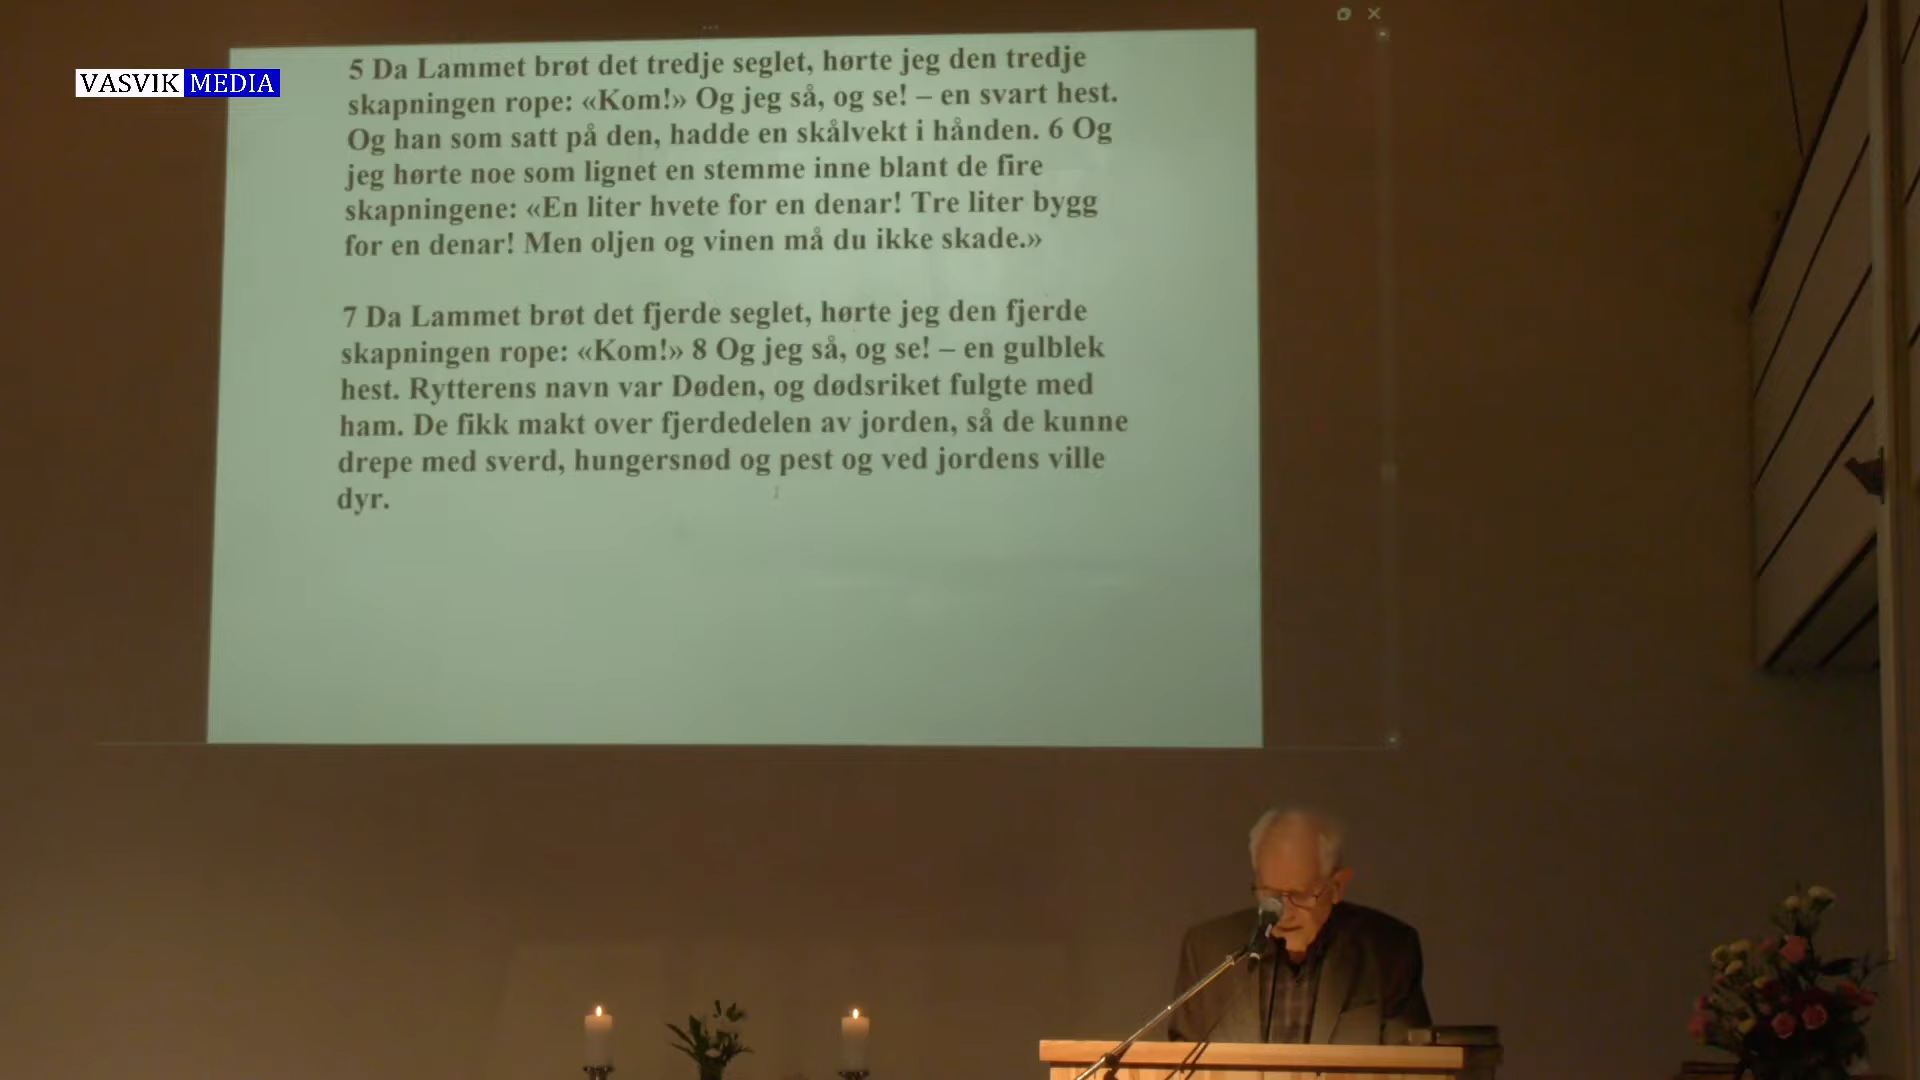 VASVIK MEDIA
5 Da Lammet brøt det tredje seglet, hørte jeg den tredje
skapningen rope: «Kom!» Og jeg så, og se! – en svart hest.
Og han som satt på den, hadde en skålvekt i hånden. 6 Og
jeg hørte noe som lignet en stemme inne blant de fire
skapningene: «En liter hvete for en denar! Tre liter bygg
for en denar! Men oljen og vinen må du ikke skade.»
7 Da Lammet brøt det fjerde seglet, hørte jeg den fjerde
skapningen rope: «Kom!» 8 Og jeg så, og se! – en gulblek
hest. Rytterens navn var Døden, og dødsriket fulgte med
ham. De fikk makt over fjerdedelen av jorden, så de kunne
drepe med sverd, hungersnød og pest og ved jordens ville
dyr.